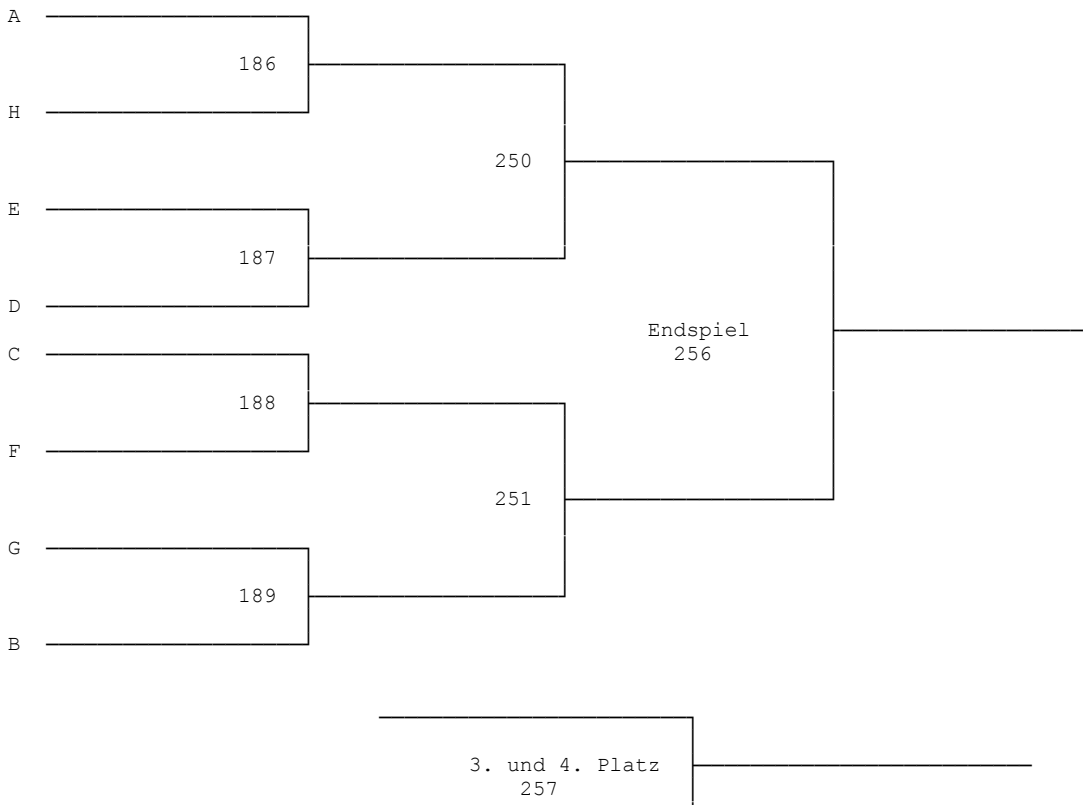 A
186
H
250
E
187
D
C
Endspiel
256
188
F
251
G
189
B
3. und 4. Platz
257